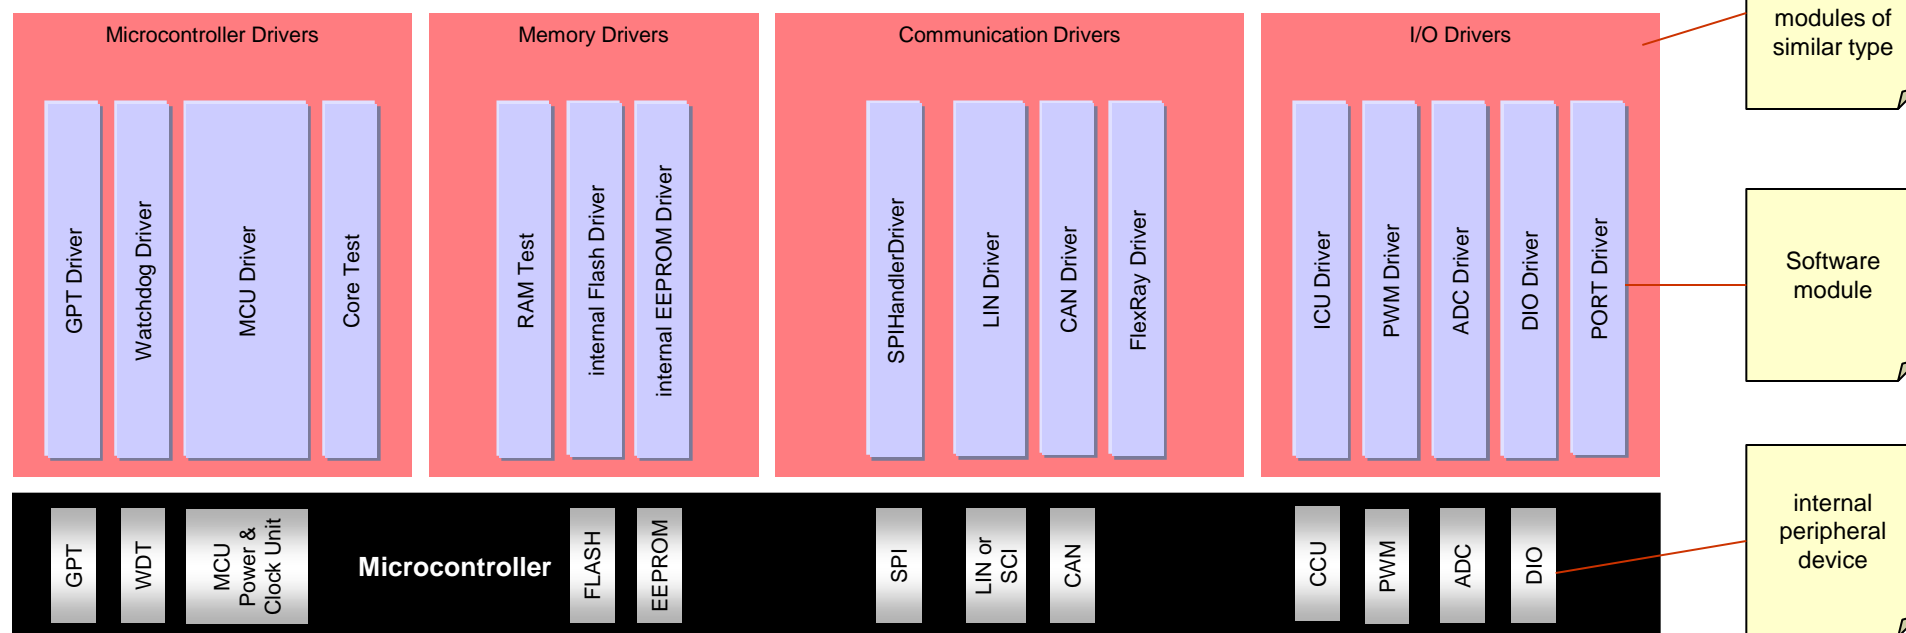 Microcontroller Drivers
Memory Drivers
Communication Drivers
I/O Drivers
modules of
similar type
GPT Driver
Watchdog Driver
MCU Driver
Core Test
RAM Test
internal Flash Driver
internal EEPROM Driver
SPIHandlerDriver
LIN Driver
CAN Driver
FlexRay Driver
ICU Driver
PWM Driver
ADC Driver
DIO Driver
PORT Driver
Software
module
GPT
WDT
MCU
Power &
Clock Unit
Microcontroller
FLASH
EEPROM
SPI
LIN or
SCI
CAN
CCU
PWM
ADC
DIO
internal
peripheral
device